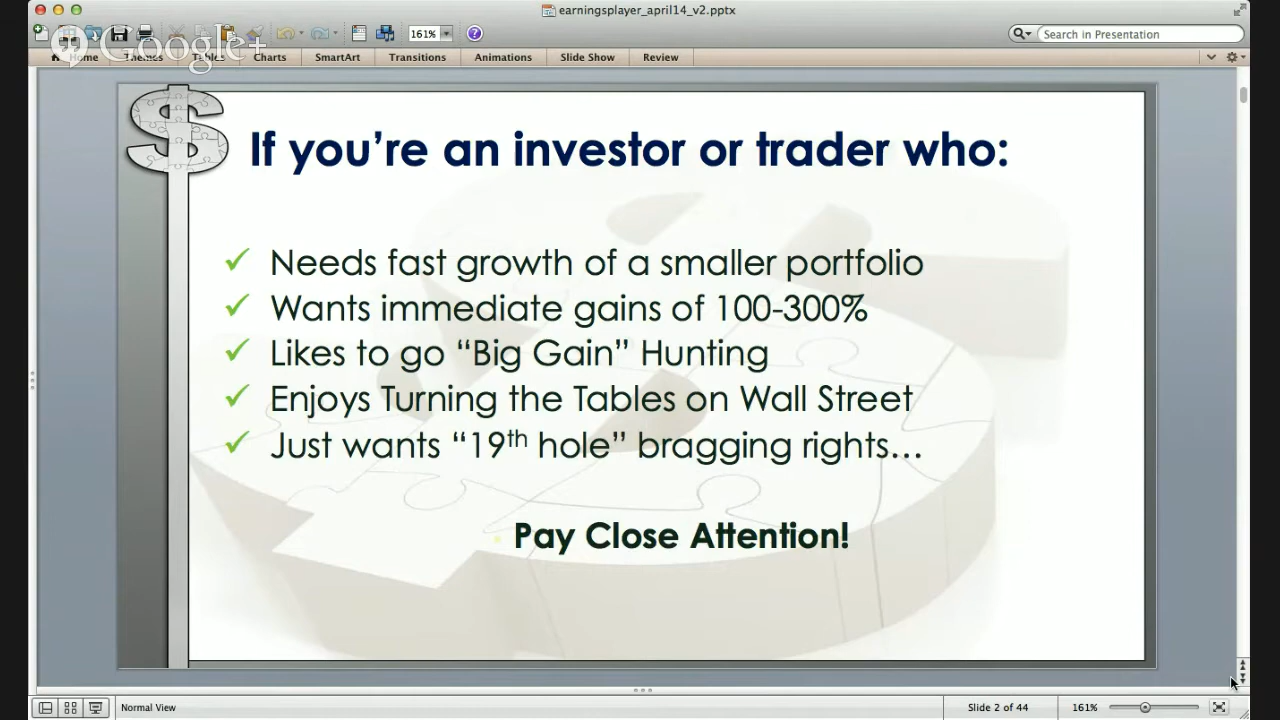 earningsplayer_april14_v2.pptx
161%
Search in Presentation
Google+
Home Themes Tables Charts SmartArt Transitions Animations Slide Show Review
$
If you’re an investor or trader who:
✓ Needs fast growth of a smaller portfolio
✓ Wants immediate gains of 100-300%
✓ Likes to go “Big Gain” Hunting
✓ Enjoys Turning the Tables on Wall Street
✓ Just wants “19th hole” bragging rights...
Pay Close Attention!
Normal View Slide 2 of 44 161%